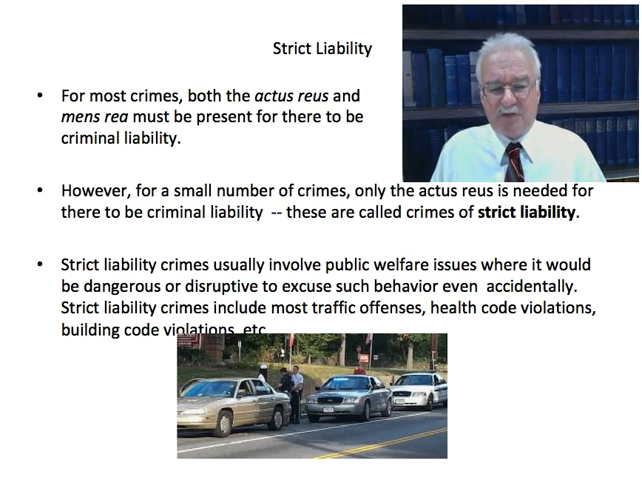 Strict Liability
• For most crimes, both the actus reus and
mens rea must be present for there to be
criminal liability.
• However, for a small number of crimes, only the actus reus is needed for
there to be criminal liability -- these are called crimes of strict liability.
• Strict liability crimes usually involve public welfare issues where it would
be dangerous or disruptive to excuse such behavior even accidentally.
Strict liability crimes include most traffic offenses, health code violations,
building code violations, etc